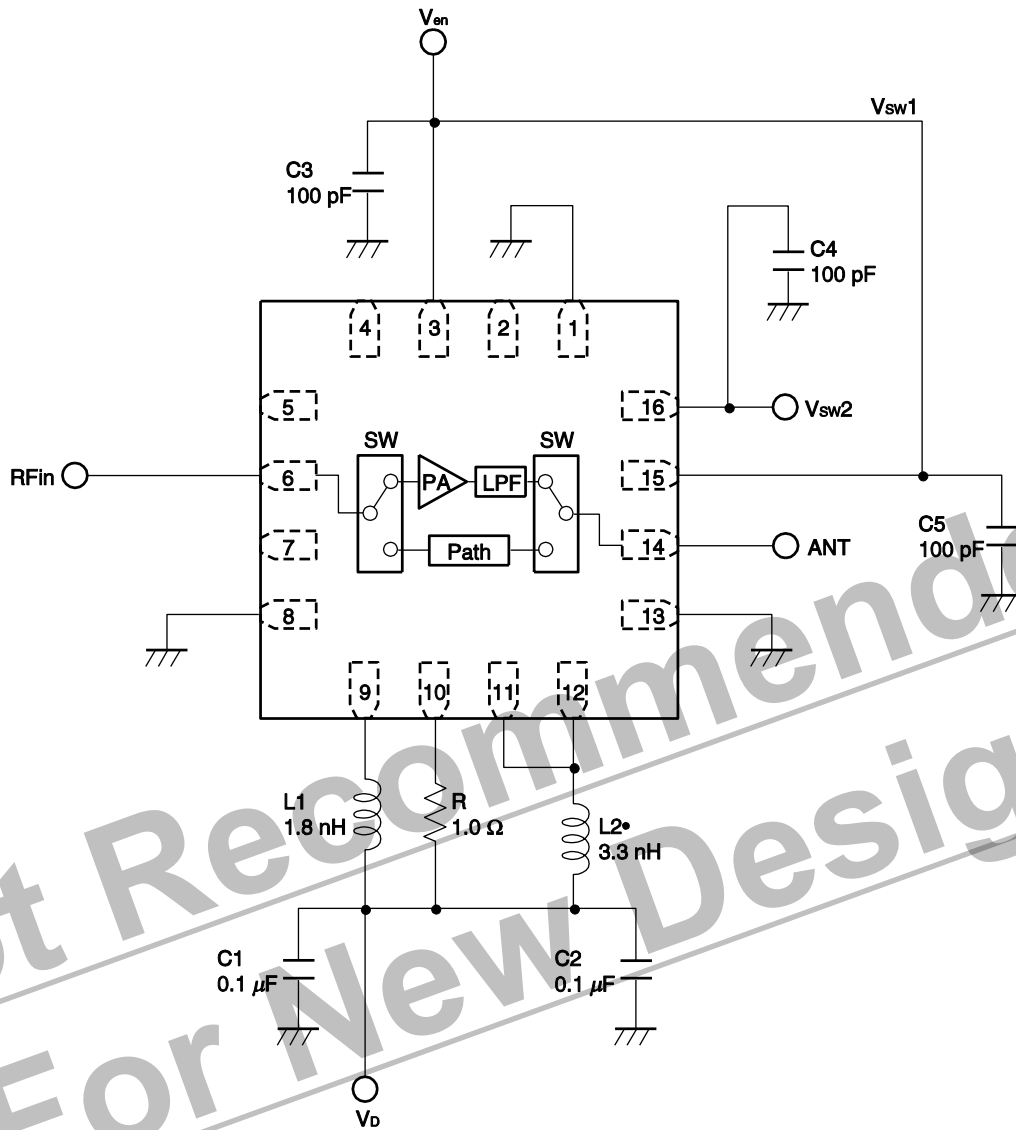 Ven
VSW1
C3
100 pF
C4
100 pF
4
3
2
1
5
16
VSW2
SW
SW
RFin
6
PA
LPF
15
C5
100 pF
7
Path
14
ANT
8
13
9
10
11
12
L1
1.8 nH
R
1.0 Ω
L2•
3.3 nH
C1
0.1 μF
C2
0.1 μF
VD
t Recommende
For New Desig